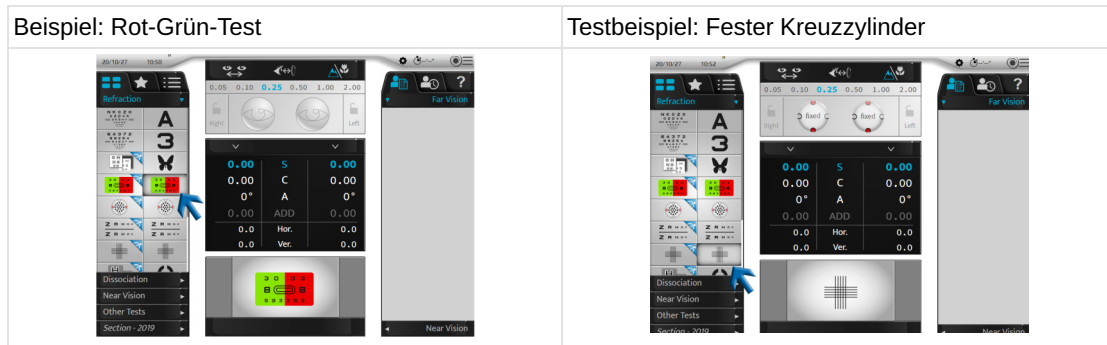 Beispiel: Rot-Grün-Test
20/10/27 10:50
0.05 0.10 0.25 0.50 1.00 2.00
?
Refraction
Far Vision
Right
Left
A
3
0.00 S 0.00
0.00 C 0.00
0° A 0°
0.00 ADD 0.00
0.0 Hor. 0.0
0.0 Ver. 0.0
Dissociation
Near Vision
Other Tests
Section - 2019
Near Vision
Testbeispiel: Fester Kreuzzylinder
20/10/27 10:52
0.05 0.10 0.25 0.50 1.00 2.00
?
Refraction
Far Vision
Right
fixed
fixed
Left
A
3
0.00 S 0.00
0.00 C 0.00
0° A 0°
0.00 ADD 0.00
0.0 Hor. 0.0
0.0 Ver. 0.0
Dissociation
Near Vision
Other Tests
Section - 2019
Near Vision